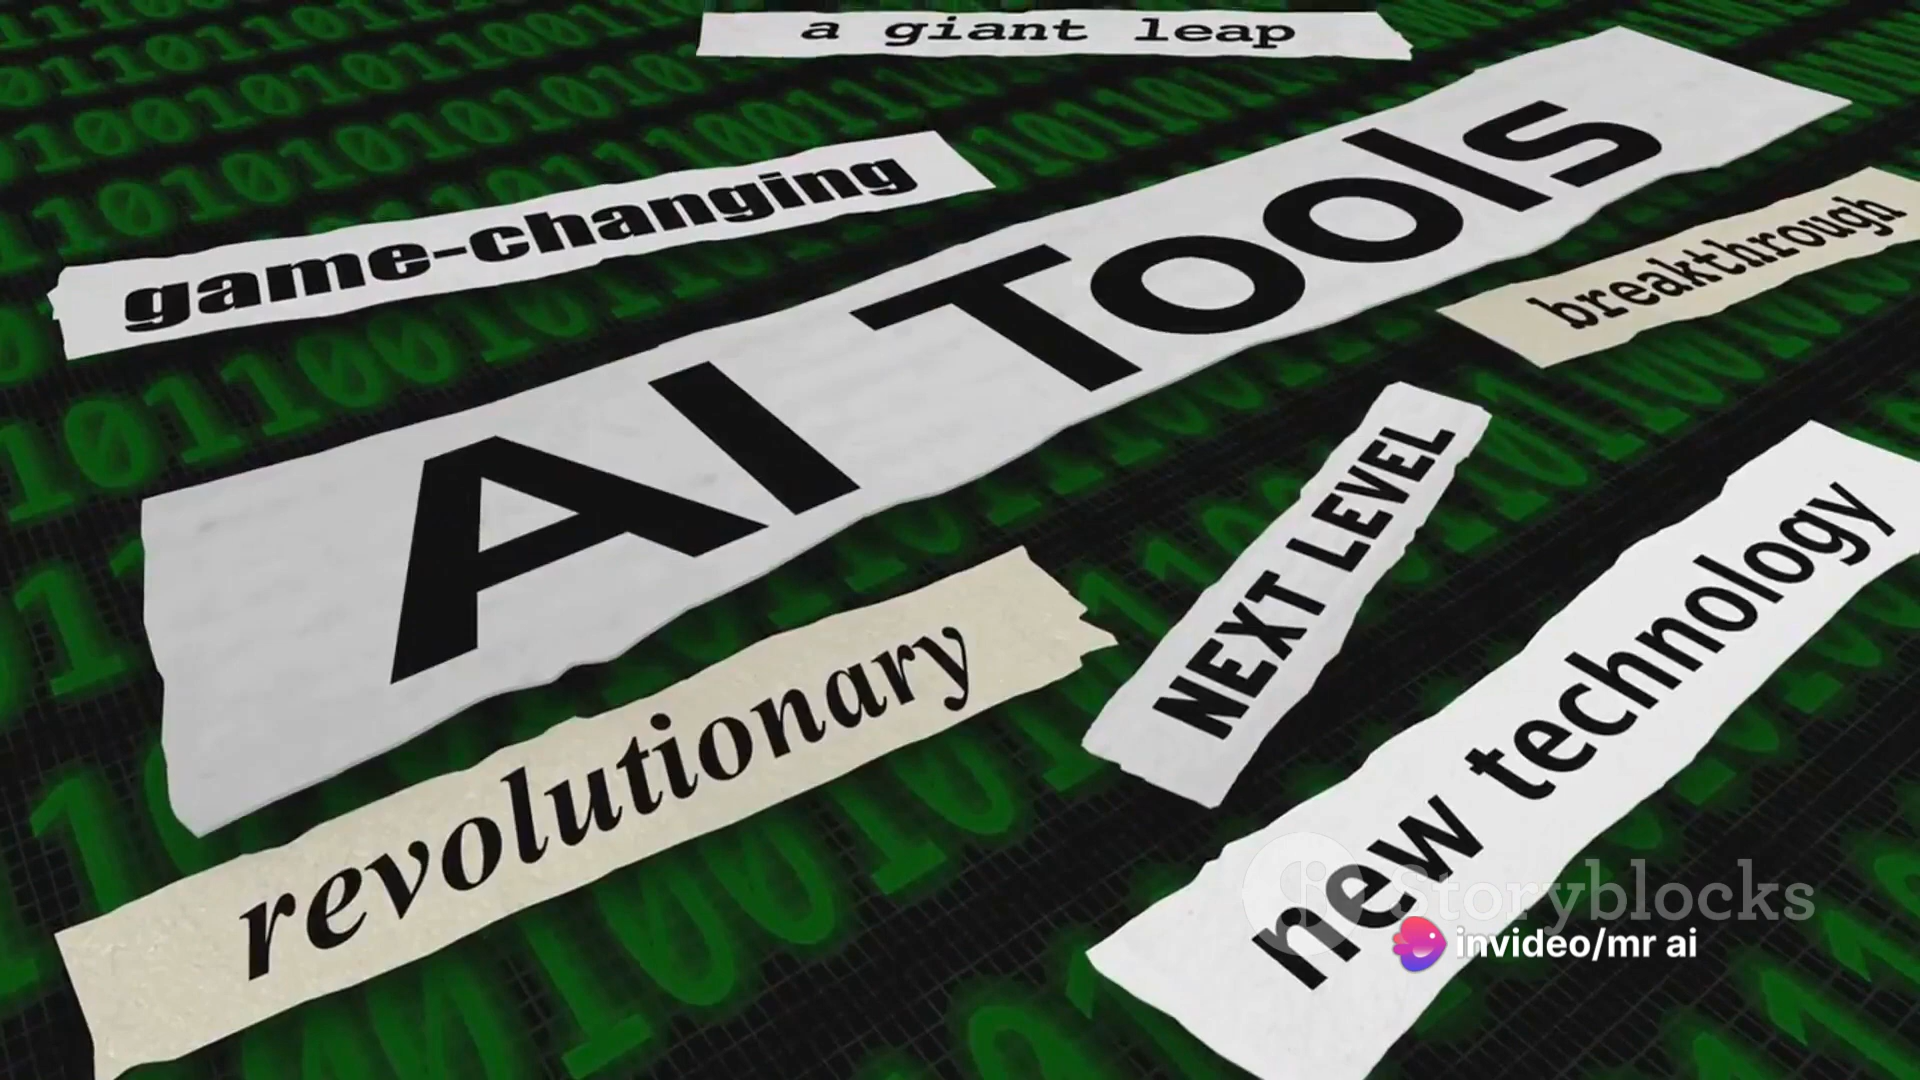 a giant leap
game-changing
AI Tools
breakthrough
NEXT LEVEL
revolutionary
new technology
Storyblocks
invideo/mr ai